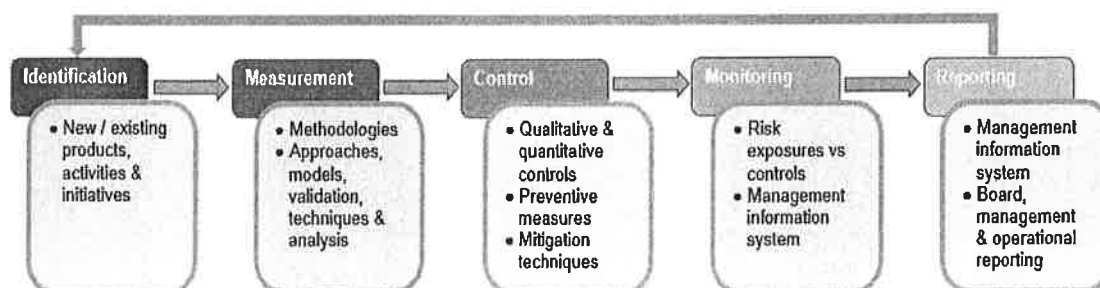 Identification
New / existing
products,
activities &
initiatives
Measurement
• Methodologies
• Approaches,
models,
validation,
techniques &
analysis
Control
• Qualitative &
quantitative
controls
• Preventive
measures
• Mitigation
techniques
Monitoring
• Risk
exposures vs
controls
• Management
information
system
Reporting
• Management
information
system
• Board,
management
& operational
reporting